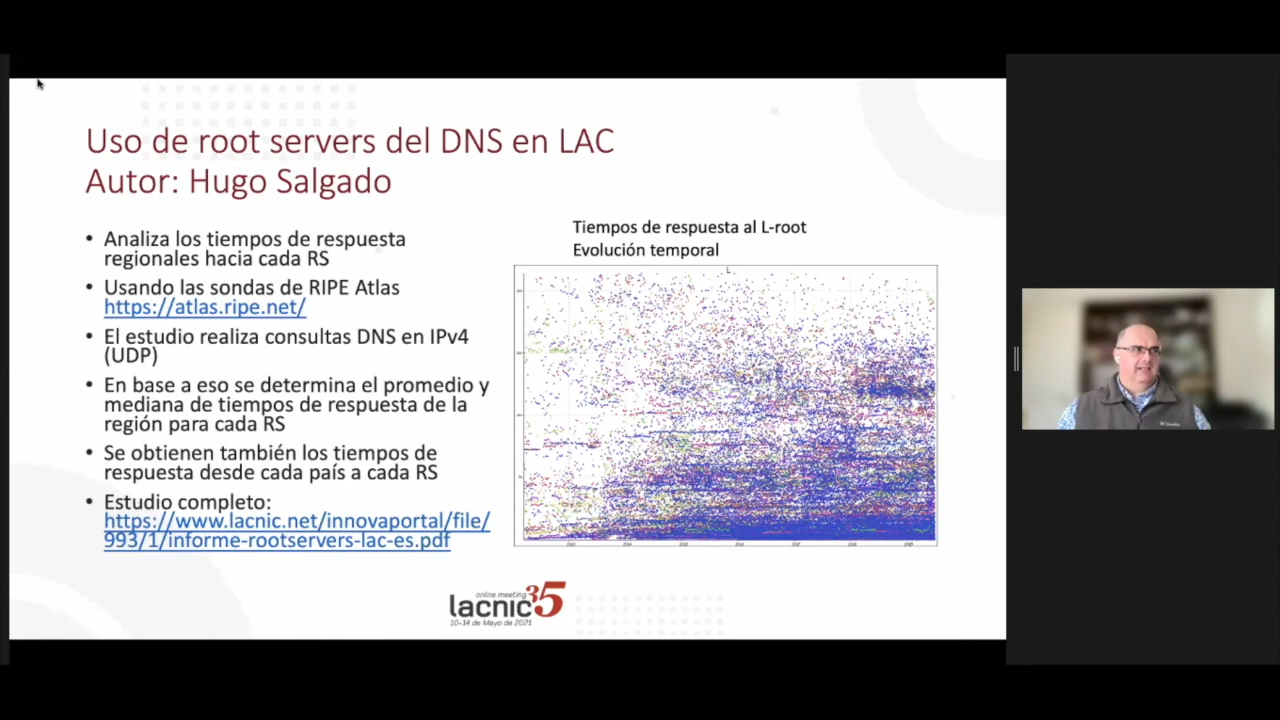 Uso de root servers del DNS en LAC
Autor: Hugo Salgado
• Analiza los tiempos de respuesta
regionales hacia cada RS
• Usando las sondas de RIPE Atlas
https://atlas.ripe.net/
• El estudio realiza consultas DNS en IPv4
(UDP)
• En base a eso se determina el promedio y
mediana de tiempos de respuesta de la
región para cada RS
• Se obtienen también los tiempos de
respuesta desde cada país a cada RS
• Estudio completo:
https://www.lacnic.net/innovaportal/file/
993/1/informe-rootservers-lac-es.pdf
Tiempos de respuesta al L-root
Evolución temporal
L
online meeting
lacnic 35
10-14 de Mayo de 2021